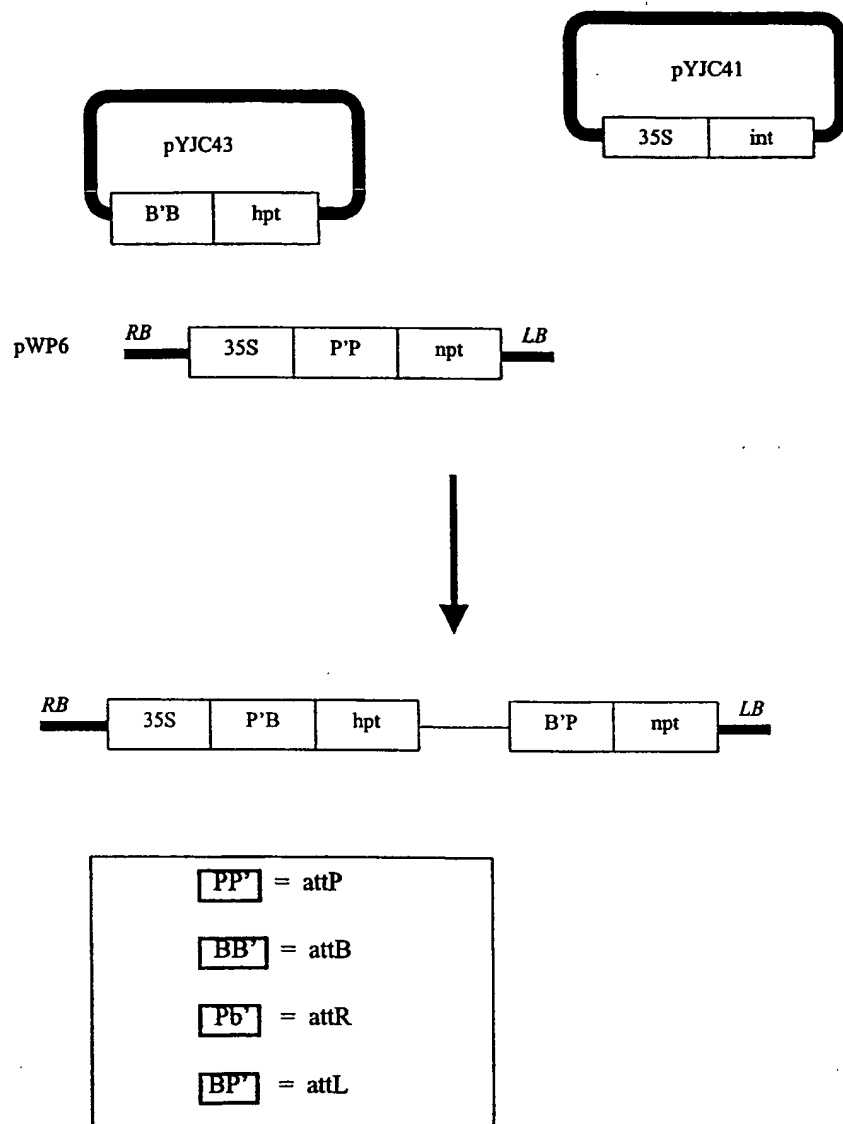 pYJC41
35S int
pYJC43
B'B hpt
pWP6 RB 35S P'P npt LB
RB 35S P'B hpt B'P npt LB
PP' = attP
BB' = attB
Pb' = attR
BP' = attL